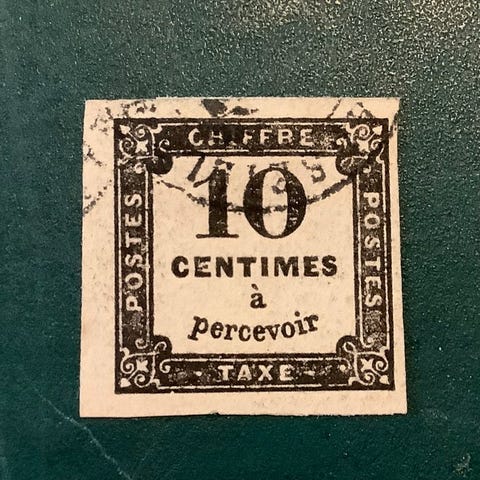 CHIFFRE
POSTES
10
CENTIMES
à
percevoir
POSTES
TAXE